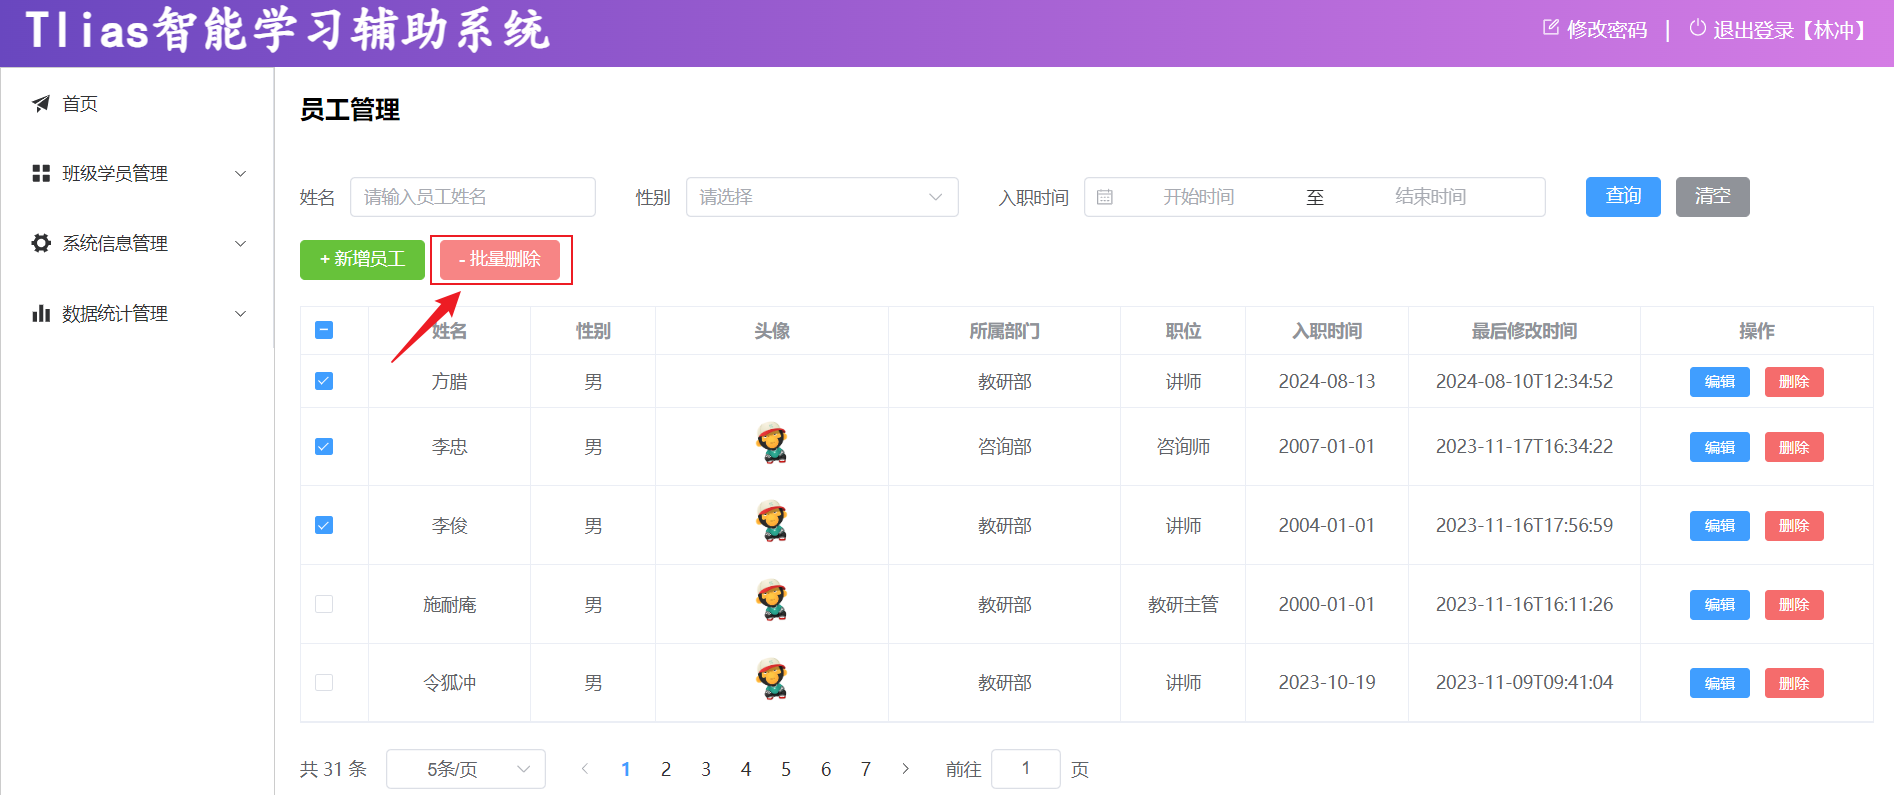 Tlias智能学习辅助系统
修改密码 | 退出登录【林冲】
首页
班级学员管理
系统信息管理
数据统计管理
员工管理
姓名 请输入员工姓名 性别 请选择 入职时间 开始时间 至 结束时间 查询 清空
+ 新增员工 - 批量删除
姓名 性别 头像 所属部门 职位 入职时间 最后修改时间 操作
方腊 男 教研部 讲师 2024-08-13 2024-08-10T12:34:52 编辑 删除
李忠 男 咨询部 咨询师 2007-01-01 2023-11-17T16:34:22 编辑 删除
李俊 男 教研部 讲师 2004-01-01 2023-11-16T17:56:59 编辑 删除
施耐庵 男 教研部 教研主管 2000-01-01 2023-11-16T16:11:26 编辑 删除
令狐冲 男 教研部 讲师 2023-10-19 2023-11-09T09:41:04 编辑 删除
共 31 条 5条/页 1 2 3 4 5 6 7 前往 1 页